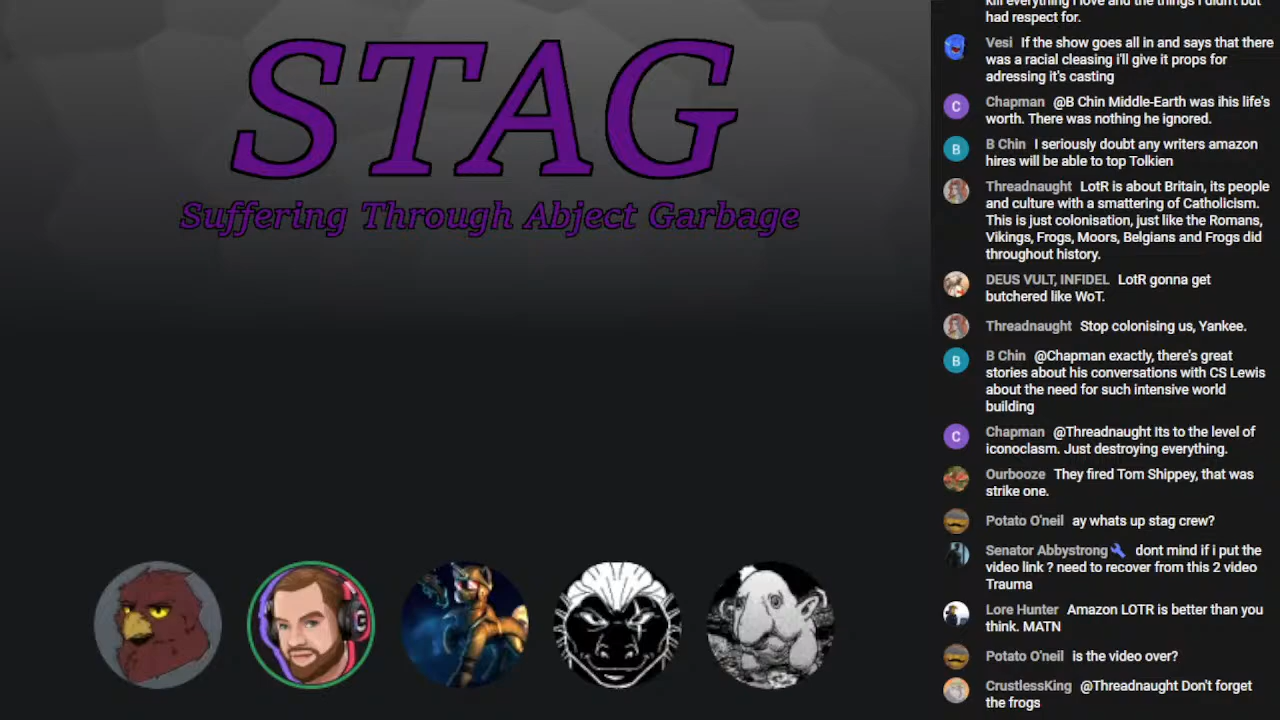 STAG
Suffering Through Abject Garbage
kill everything I love and the things I didn't but
had respect for.
Vesi If the show goes all in and says that there
was a racial cleasing i'll give it props for
adressing it's casting
C Chapman @B Chin Middle-Earth was ihis life's
worth. There was nothing he ignored.
B B Chin I seriously doubt any writers amazon
hires will be able to top Tolkien
Threadnaught LotR is about Britain, its people
and culture with a smattering of Catholicism.
This is just colonisation, just like the Romans,
Vikings, Frogs, Moors, Belgians and Frogs did
throughout history.
DEUS VULT, INFIDEL LotR gonna get
butchered like WoT.
Threadnaught Stop colonising us, Yankee.
B B Chin @Chapman exactly, there's great
stories about his conversations with CS Lewis
about the need for such intensive world
building
C Chapman @Threadnaught Its to the level of
iconoclasm. Just destroying everything.
Ourbooze They fired Tom Shippey, that was
strike one.
Potato O'neil ay whats up stag crew?
Senator Abbystrong dont mind if i put the
video link ? need to recover from this 2 video
Trauma
Lore Hunter Amazon LOTR is better than you
think. MATN
Potato O'neil is the video over?
CrustlessKing @Threadnaught Don't forget
the frogs